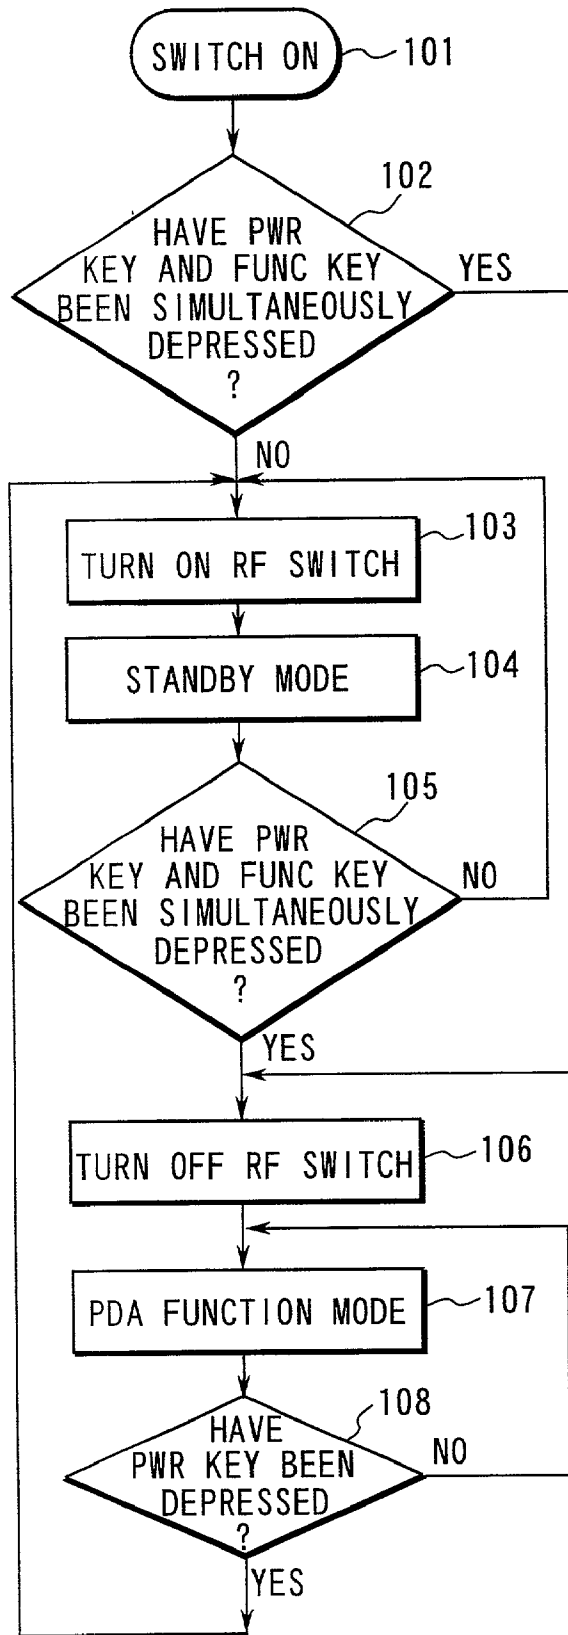 SWITCH ON
101
102
HAVE PWR
KEY AND FUNC KEY
BEEN SIMULTANEOUSLY
DEPRESSED
?
YES
NO
103
TURN ON RF SWITCH
104
STANDBY MODE
105
HAVE PWR
KEY AND FUNC KEY
BEEN SIMULTANEOUSLY
DEPRESSED
?
NO
YES
TURN OFF RF SWITCH
106
PDA FUNCTION MODE
107
108
HAVE
PWR KEY BEEN
DEPRESSED
?
NO
YES